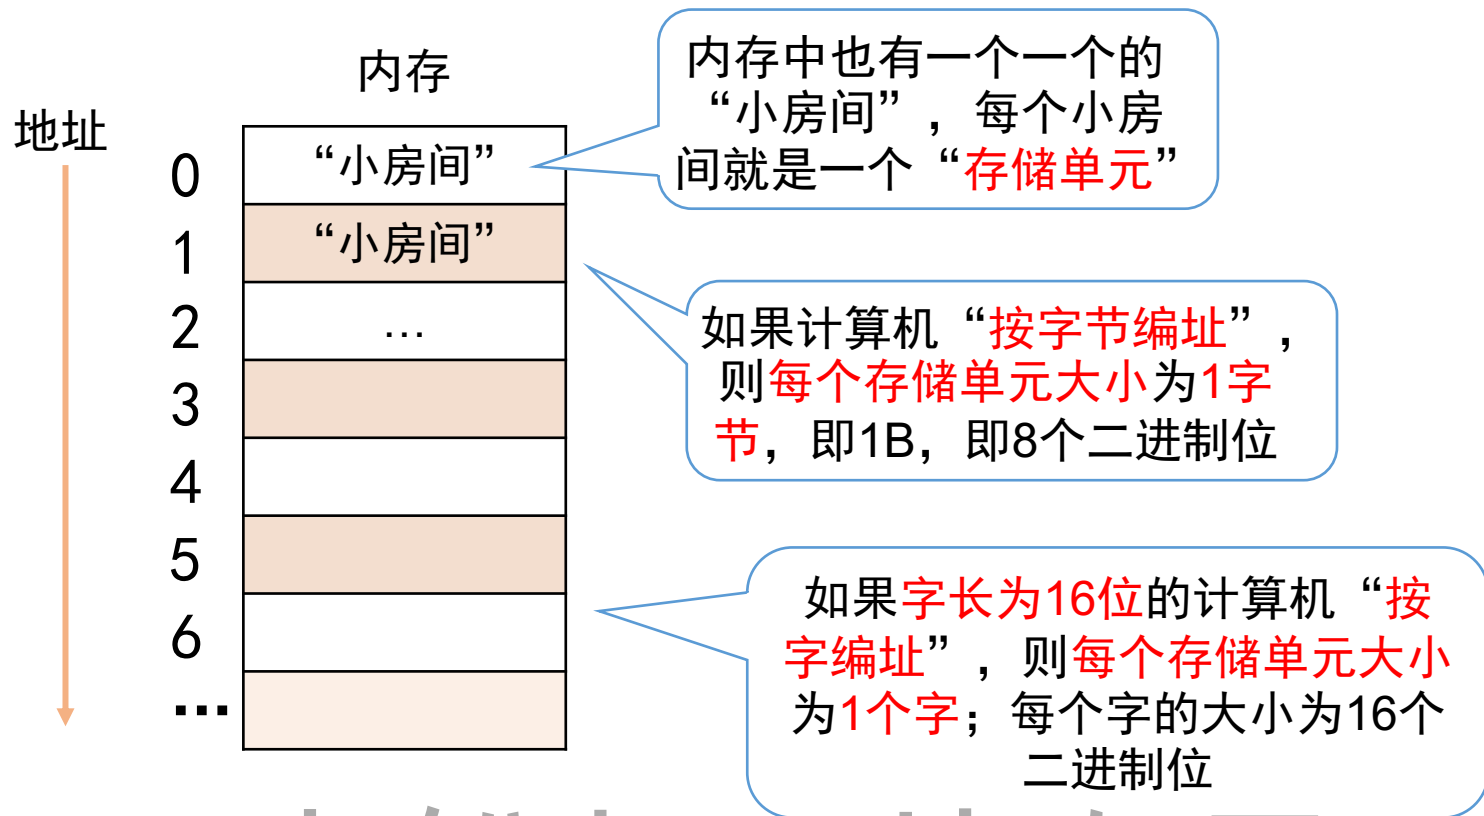 内存
地址
0
“小房间”
1
“小房间”
2
…
3
4
5
6
…
内存中也有一个一个的
“小房间”，每个小房
间就是一个“存储单元”
如果计算机“按字节编址”，
则每个存储单元大小为1字
节，即1B，即8个二进制位
如果字长为16位的计算机“按
字编址”，则每个存储单元大小
为1个字；每个字的大小为16个
二进制位